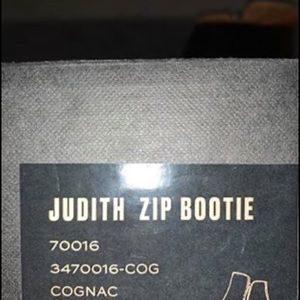 JUDITH ZIP BOOTIE
70016
3470016-COG
COGNAC